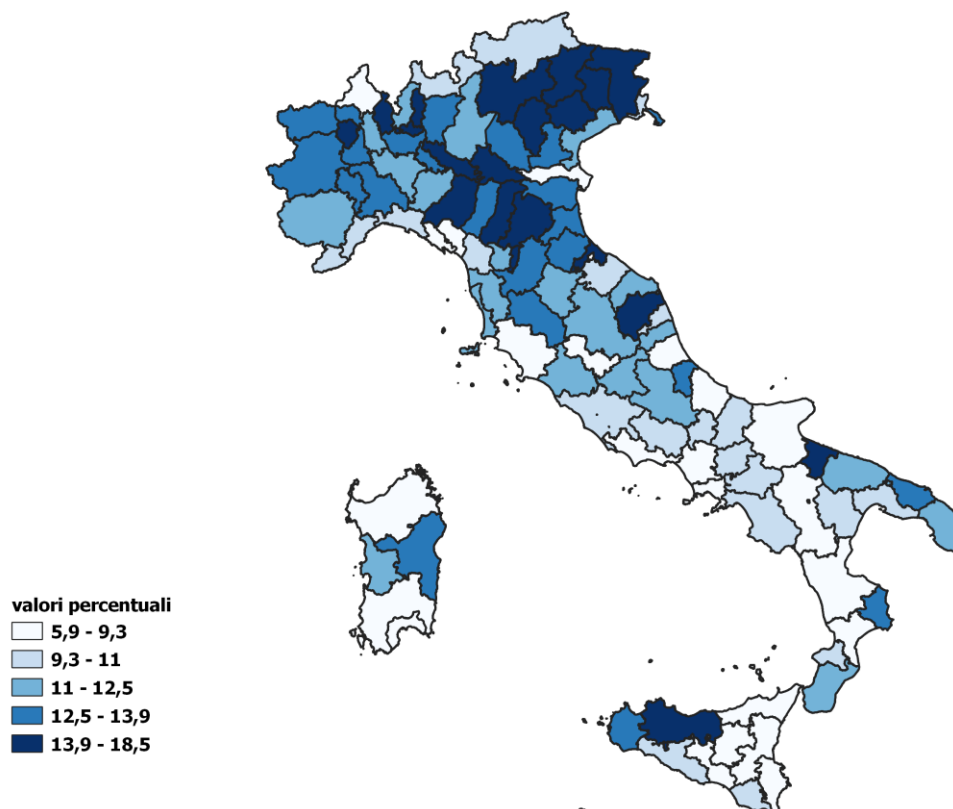 valori percentuali
5,9 - 9,3
9,3 - 11
11 - 12,5
12,5 - 13,9
13,9 - 18,5